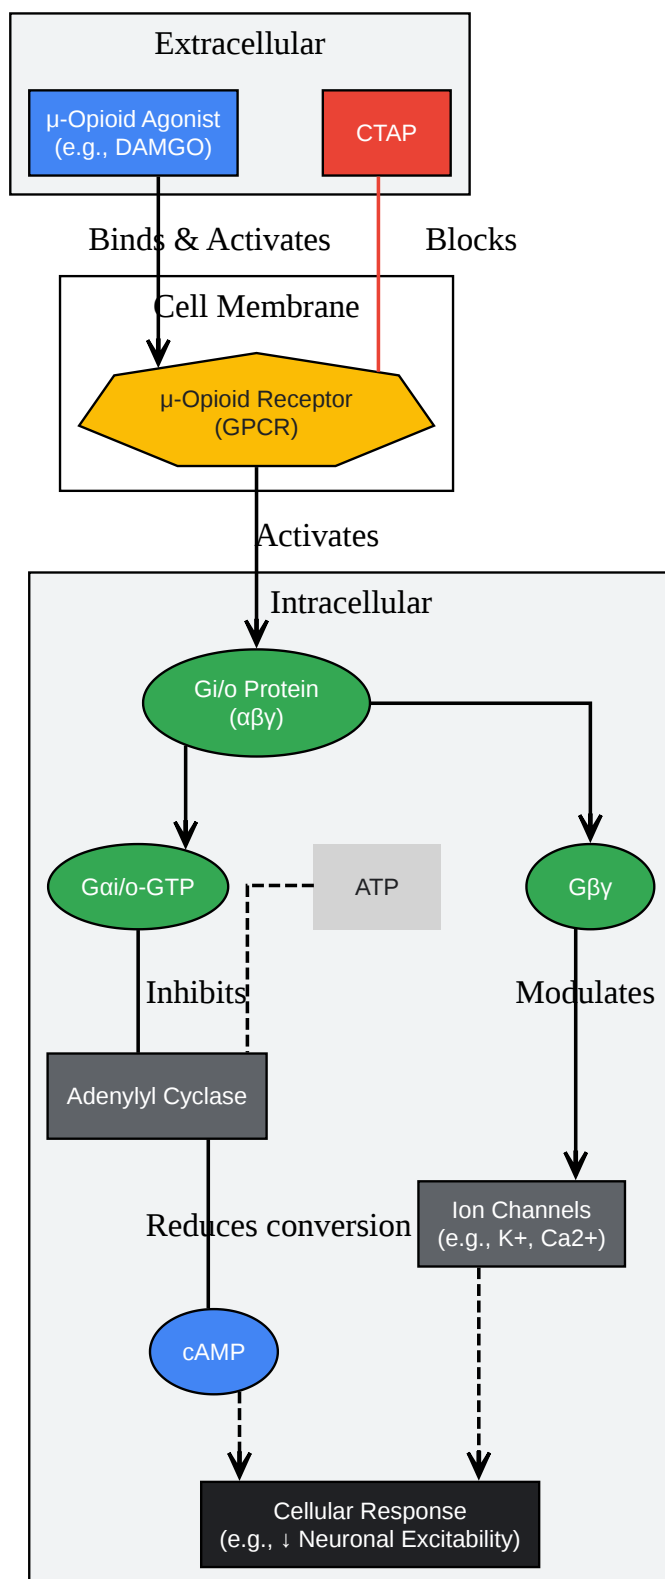 Extracellular
μ-Opioid Agonist
(e.g., DAMGO)
CTAP
Binds & Activates
Blocks
Cell Membrane
μ-Opioid Receptor
(GPCR)
Activates
Intracellular
Gi/o Protein
(αβγ)
Gαi/o-GTP
ATP
Gβγ
Inhibits
Modulates
Adenylyl Cyclase
Reduces conversion
Ion Channels
(e.g., K+, Ca2+)
cAMP
Cellular Response
(e.g., ↓ Neuronal Excitability)